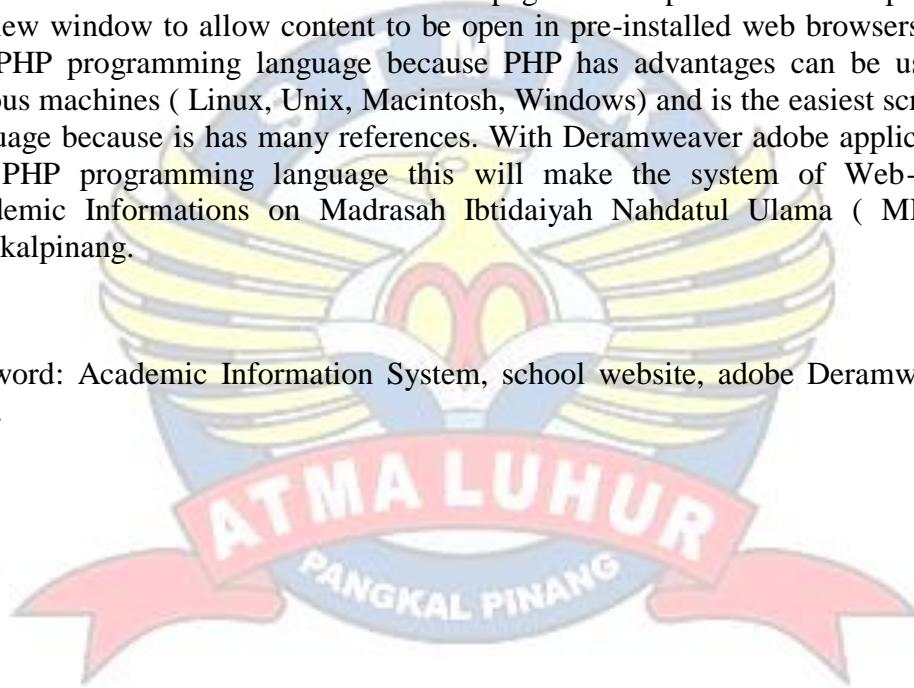 iew window to allow content to be open in pre-installed web browsers
PHP programming language because PHP has advantages can be us
ous machines ( Linux, Unix, Macintosh, Windows) and is the easiest scr
uage because is has many references. With Deramweaver adobe applic
PHP programming language this will make the system of Web-
demic Informations on Madrasah Ibtidaiyah Nahdatul Ulama ( MI
kalpinang.
word: Academic Information System, school website, adobe Deramw
STMIK
ATMA LUHUR
PANGKAL PINANG